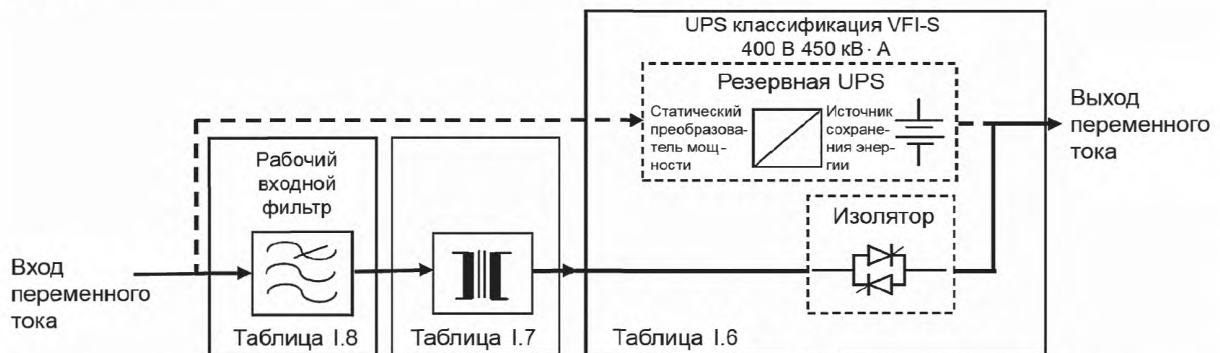 UPS классификация VFI-S
400 В 450 кВ · А
Резервная UPS
Статический
преобразова-
тель мощ-
ности
Источник
сохране-
ния энер-
гии
Выход
переменного
тока
Рабочий
входной
фильтр
Изолятор
Вход
переменного
тока
Таблица I.8
Таблица I.7
Таблица I.6